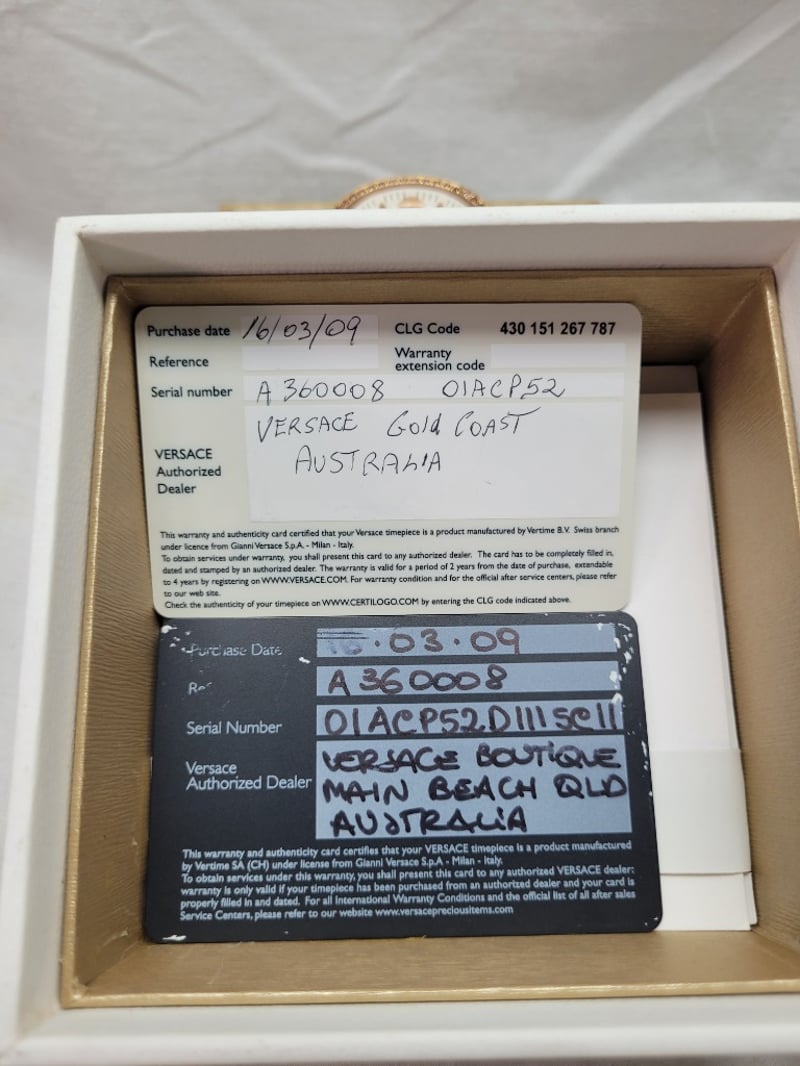 Purchase date 16/03/09 CLG Code 430 151 267 787
Reference Warranty extension code
Serial number A360008 01ACP52
VERSACE Authorized Dealer VERSACE Gold COAST
AUSTRALIA
This warranty and authenticity card certified that your Versace timepiece is a product manufactured by Vertime B.V. Swiss branch
under licence from Gianni Versace S.p.A. - Milan - Italy.
To obtain services under warranty, you shall present this card to any authorized dealer. The card has to be completely filled in,
dated and stamped by an authorized dealer. The warranty is valid for a period of 2 years from the date of purchase, extendable
to 4 years by registering on WWW.VERSACE.COM. For warranty condition and for the official after service centers, please refer
to our web site.
Check the authenticity of your timepiece on WWW.CERTILOGO.COM by entering the CLG code indicated above.
Purchase Date .03.09
A360008
Serial Number 01ACP52D111SC11
Versace VERSACE BOUTIQUE
Authorized Dealer MAIN BEACH QLD
AUSTRALIA
This warranty and authenticity card certifies that your VERSACE timepiece is a product manufactured
by Vertime SA (CH) under license from Gianni Versace S.p.A - Milan - Italy.
To obtain services under this warranty, you shall present this card to any authorized VERSACE dealer:
warranty is only valid if your timepiece has been purchased from an authorized dealer and your card is
properly filled in and dated. For all International Warranty Conditions and the official list of all after sales
Service Centers, please refer to our website www.versacepreciousitems.com